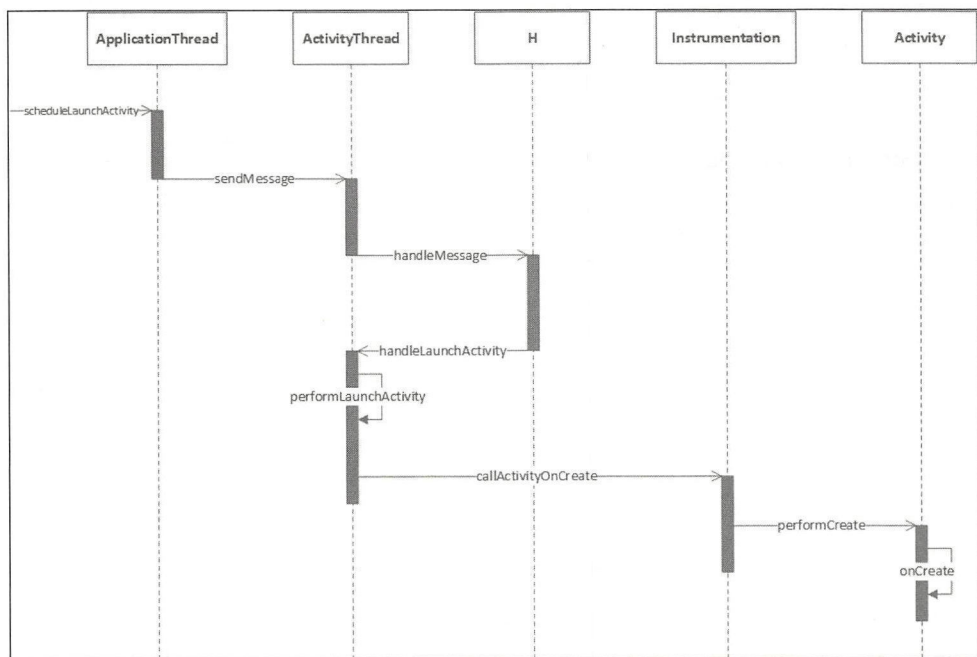 ApplicationThread
ActivityThread
H
Instrumentation
Activity
scheduleLaunchActivity
sendMessage
handleMessage
handleLaunchActivity
performLaunchActivity
callActivityOnCreate
performCreate
onCreate